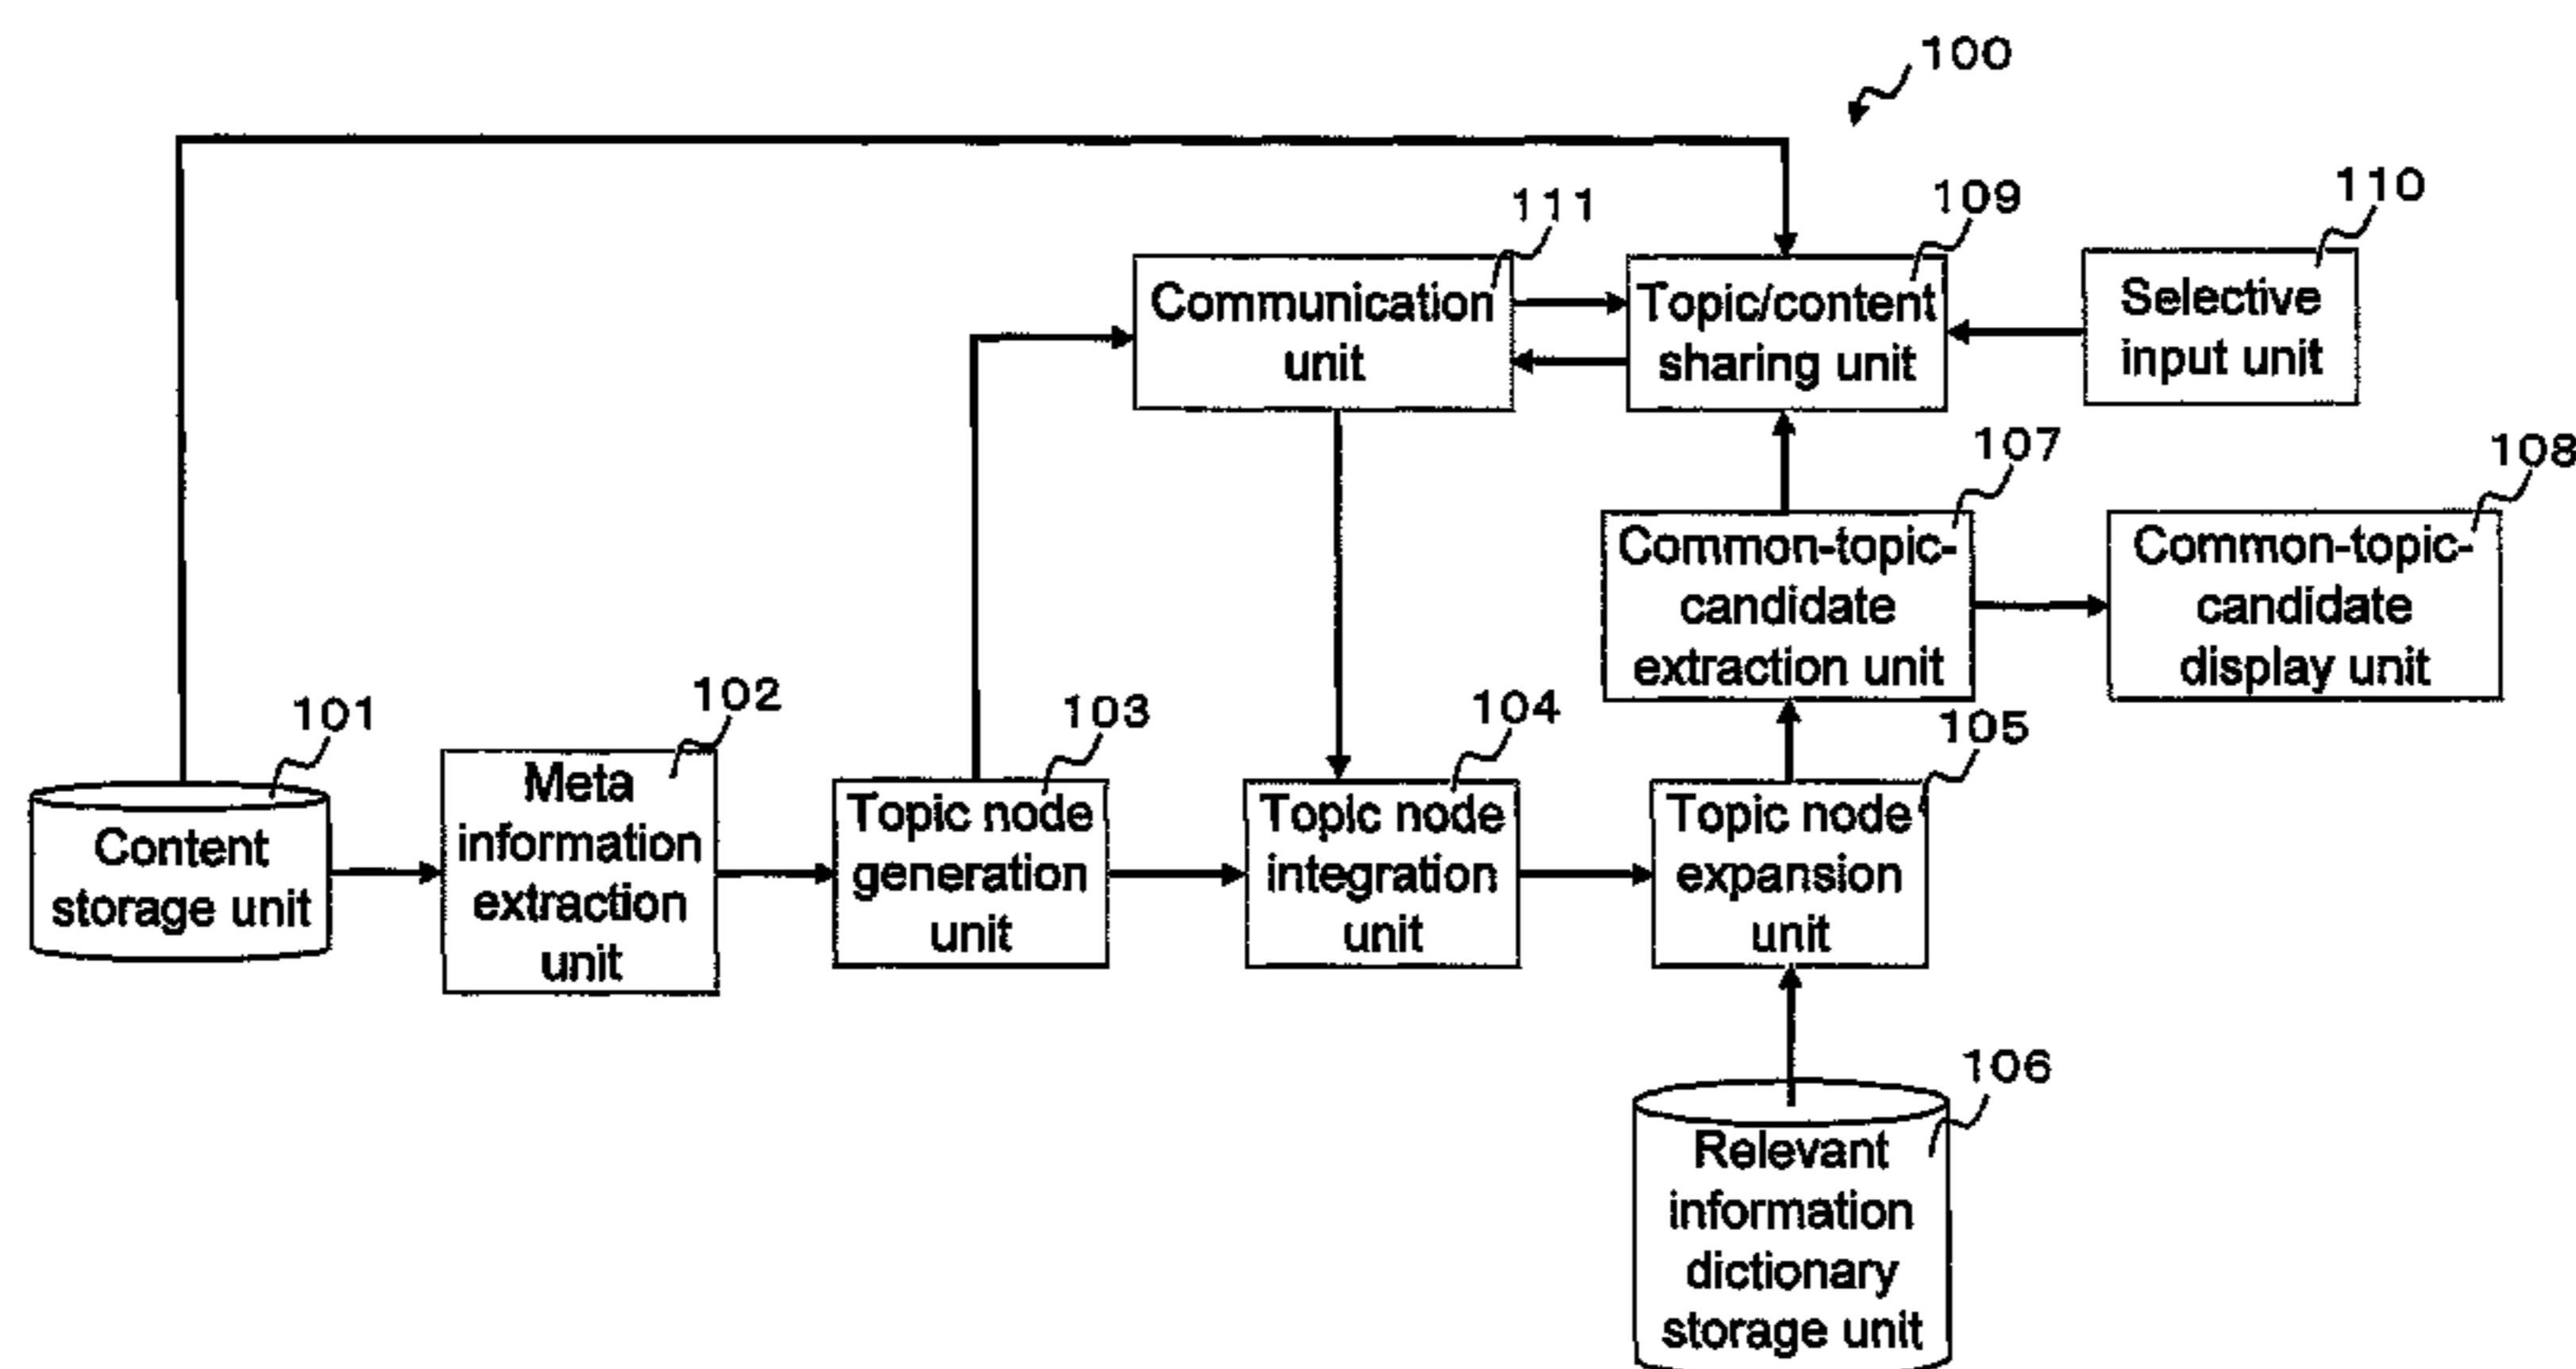 100
111
Communication
unit
109
Topic/content
sharing unit
110
Selective
input unit
107
Common-topic-
candidate
extraction unit
108
Common-topic-
candidate
display unit
101
Content
storage unit
102
Meta
information
extraction
unit
103
Topic node
generation
unit
104
Topic node
integration
unit
105
Topic node
expansion
unit
106
Relevant
information
dictionary
storage unit